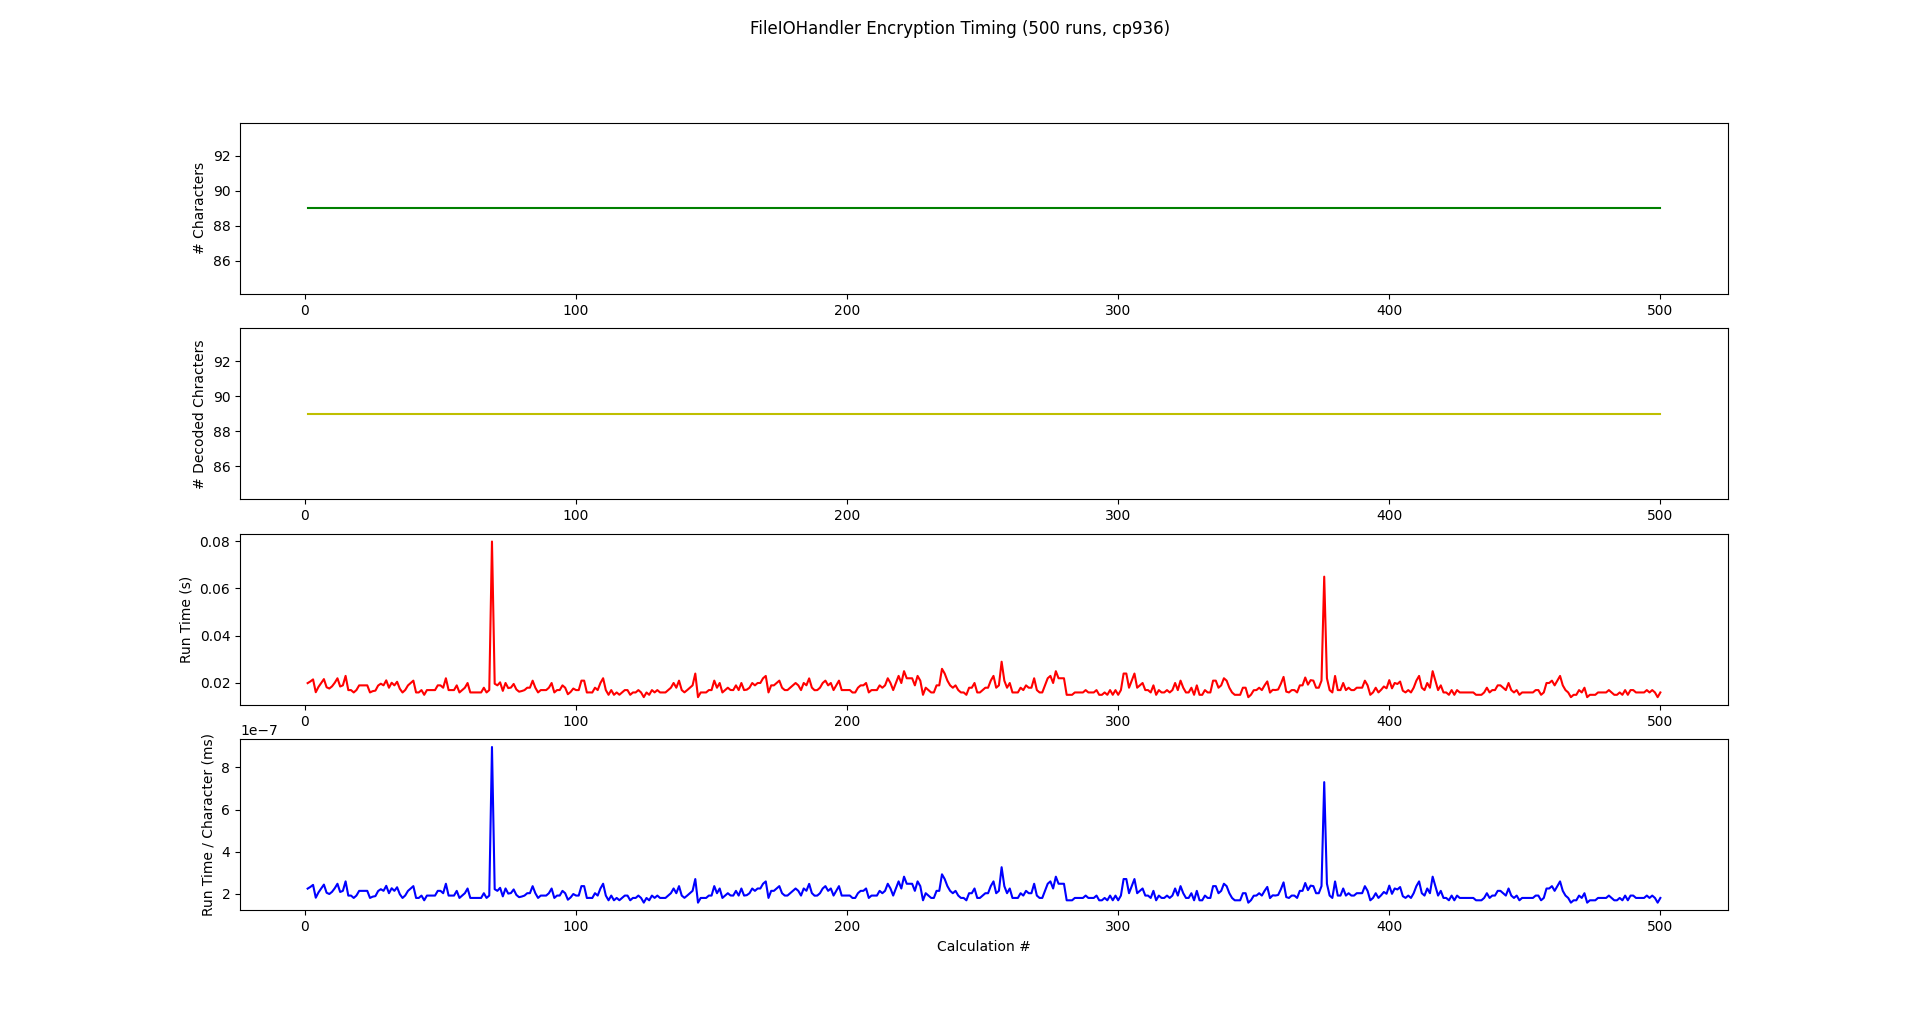 FileIOHandler Encryption Timing (500 runs, cp936)
# Characters
92
90
88
86
0 100 200 300 400 500
# Decoded Chracters
92
90
88
86
0 100 200 300 400 500
Run Time (s)
0.08
0.06
0.04
0.02
0 100 200 300 400 500
1e−7
Run Time / Character (ms)
8
6
4
2
0 100 200 300 400 500
Calculation #